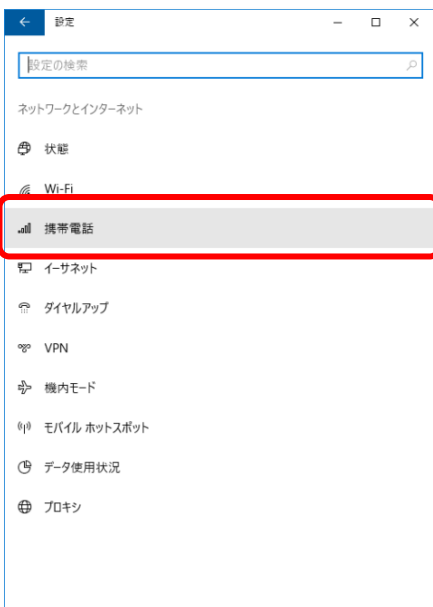 設定
設定の検索
ネットワークとインターネット
状態
Wi-Fi
携帯電話
イーサネット
ダイヤルアップ
VPN
機内モード
モバイル ホットスポット
データ使用状況
プロキシ